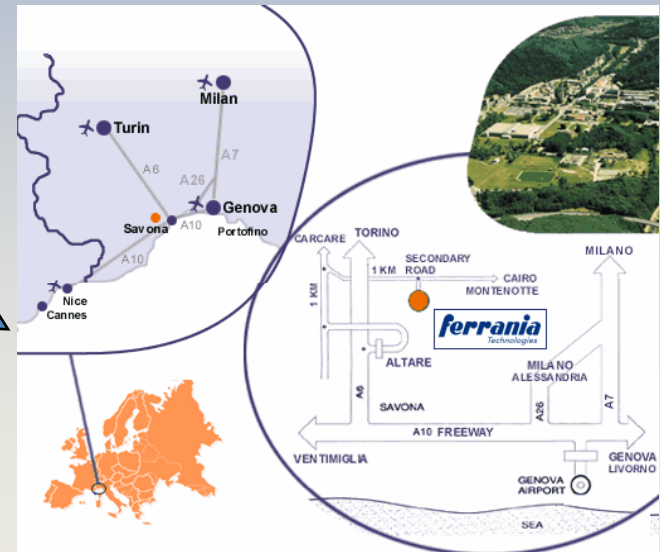 Milan
Turin
A7
A6
A26
Genova
Savona
A10
Portofino
A10
Nice
Cannes
TORINO
CARCARE
SECONDARY
ROAD
1 KM
CAIRO
MONTENOTTE
MILANO
1 KM
ferrania
Technologies
ALTARE
MILANO
ALESSANDRIA
A6
SAVONA
A26
A7
A10 FREEWAY
VENTIMIGLIA
GENOVA
LIVORNO
GENOVA
AIRPORT
SEA